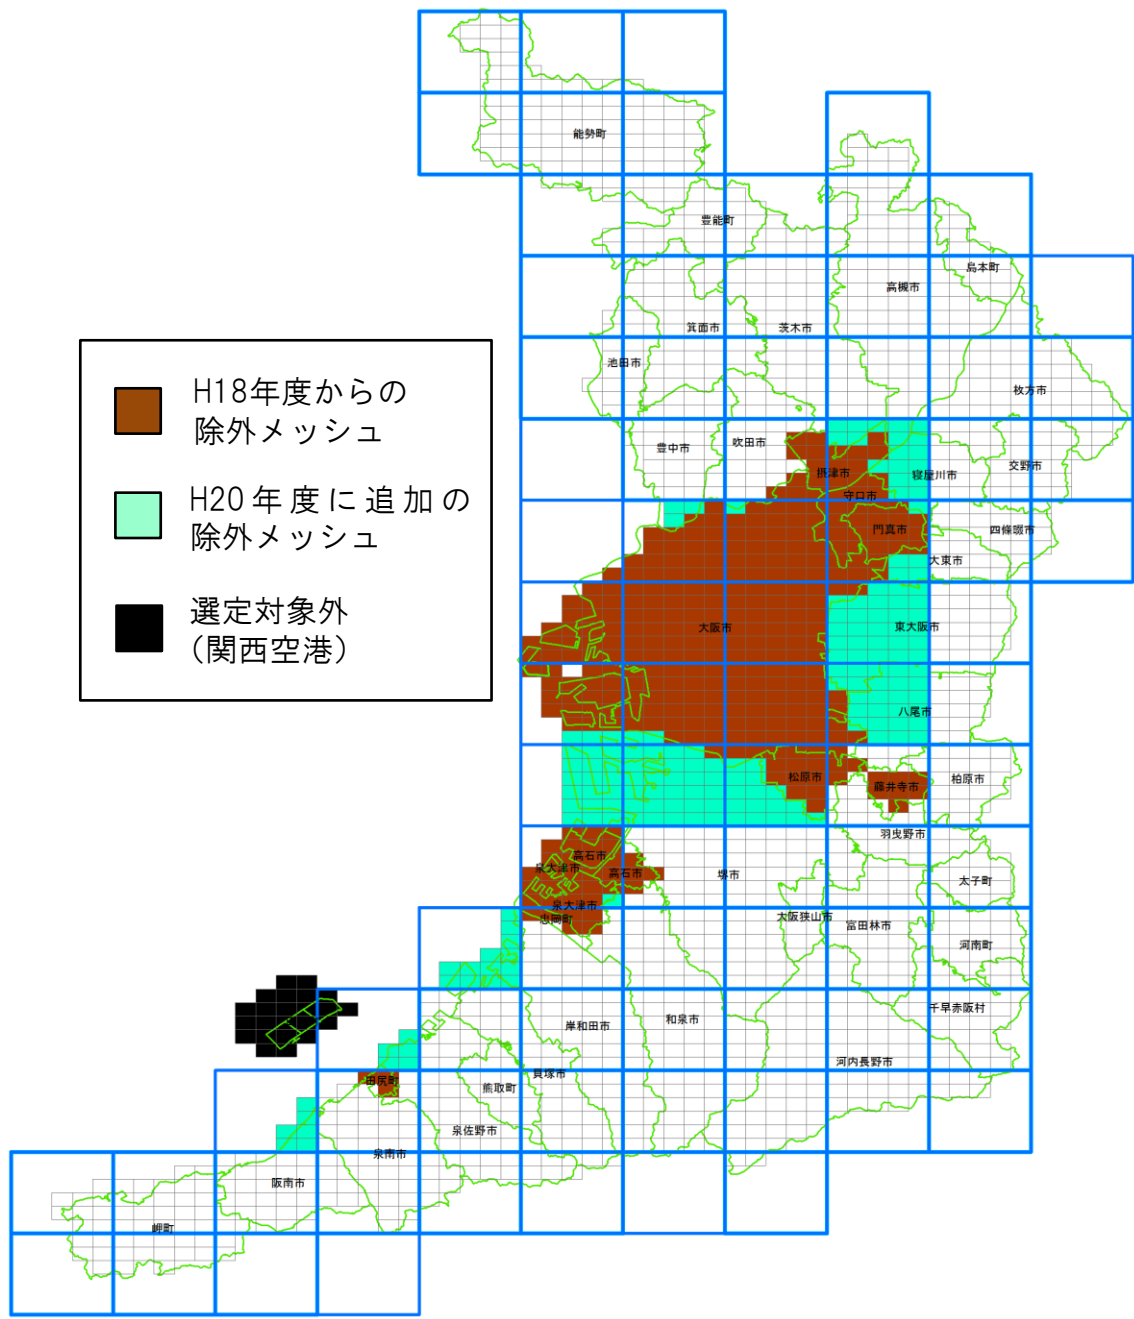 能勢町
豊能町
島本町
高槻市
箕面市
茨木市
池田市
枚方市
H18年度からの
除外メッシュ
豊中市
吹田市
摂津市
寝屋川市
交野市
守口市
H20年度に追加の
除外メッシュ
門真市
四條畷市
大東市
選定対象外
(関西空港)
大阪市
東大阪市
八尾市
松原市
藤井寺市
柏原市
羽曳野市
高石市
泉大津市
高石市
堺市
太子町
泉大津市
忠岡町
大阪狭山市
富田林市
河南町
千早赤阪村
岸和田市
和泉市
河内長野市
貝塚市
田尻町
熊取町
泉佐野市
泉南市
阪南市
岬町